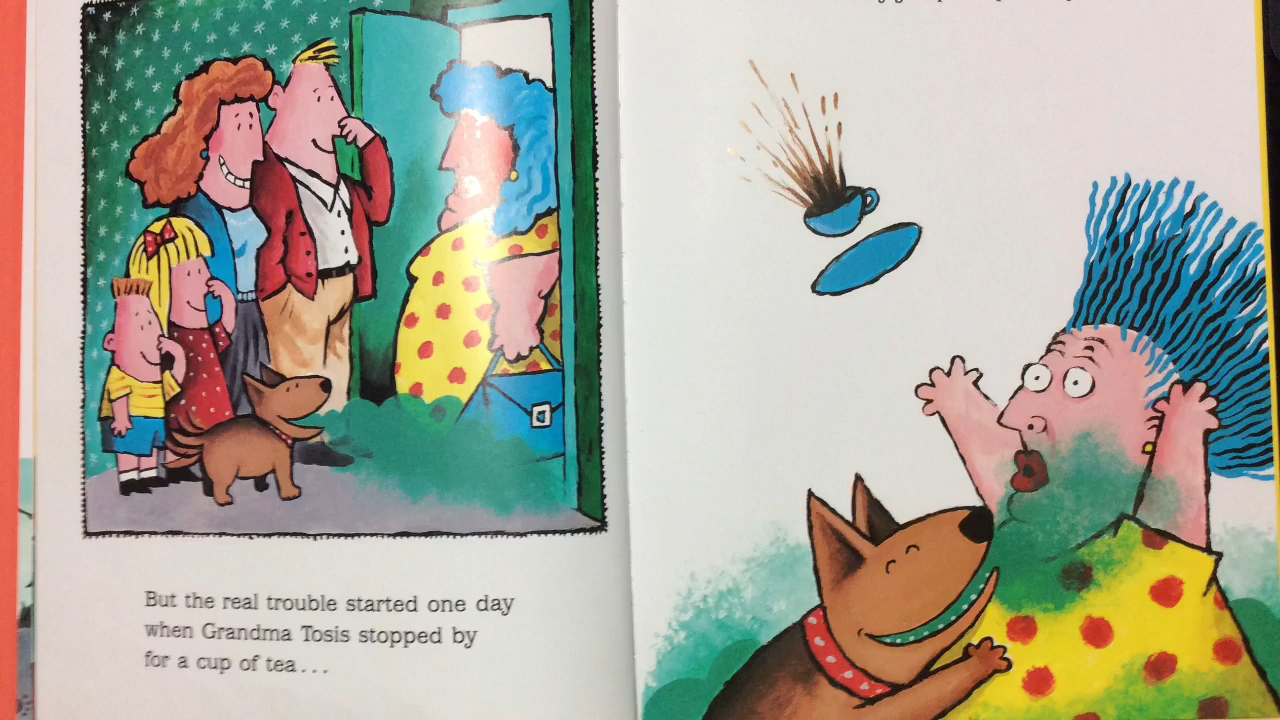 But the real trouble started one day
when Grandma Tosis stopped by
for a cup of tea...